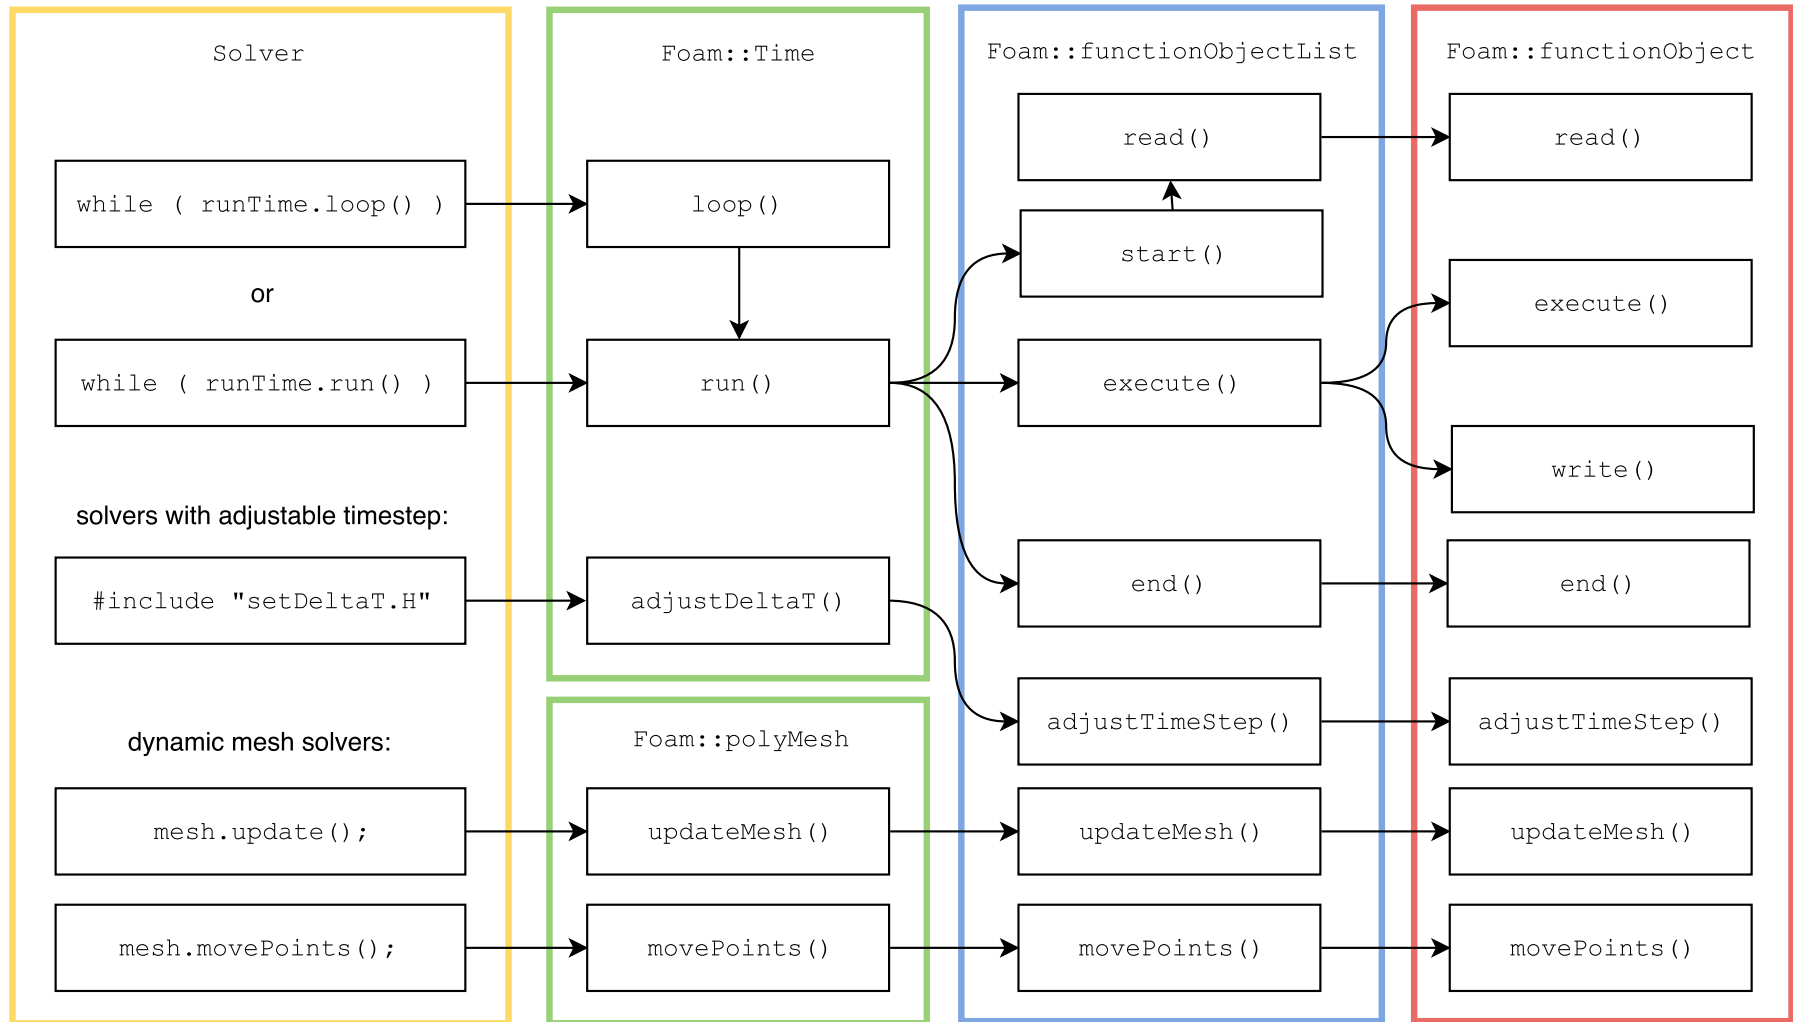 Solver
while ( runTime.loop() )
or
while ( runTime.run() )
solvers with adjustable timestep:
#include "setDeltaT.H"
dynamic mesh solvers:
mesh.update();
mesh.movePoints();
Foam::Time
loop()
run()
adjustDeltaT()
Foam::polyMesh
updateMesh()
movePoints()
Foam::functionObjectList
read()
start()
execute()
end()
adjustTimeStep()
updateMesh()
movePoints()
Foam::functionObject
read()
execute()
write()
end()
adjustTimeStep()
updateMesh()
movePoints()